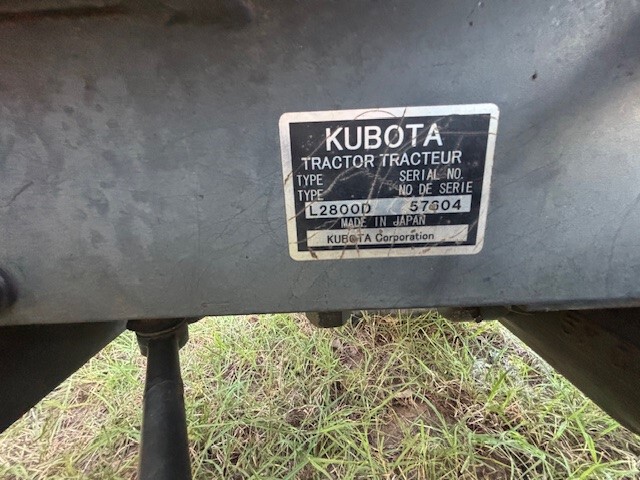 KUBOTA
TRACTOR TRACTEUR
TYPE SERIAL NO.
TYPE NO DE SERIE
L2800D 57604
MADE IN JAPAN
KUBOTA Corporation